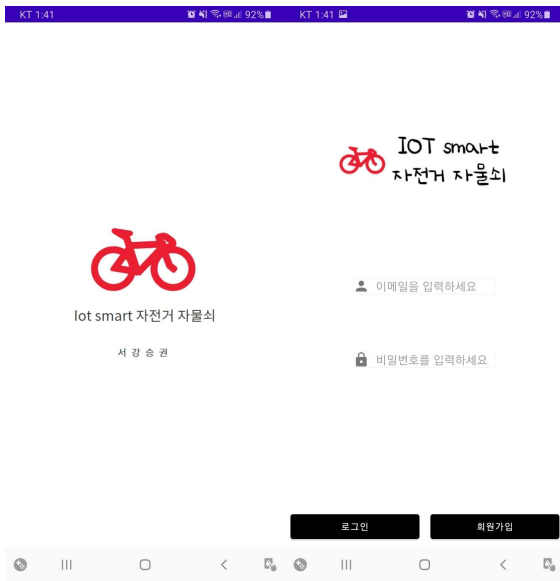 KT 1:41
92%
Iot smart 자전거 자물쇠
서 강 승 권
KT 1:41
92%
IOT smart
자전거 자물쇠
이메일을 입력하세요
비밀번호를 입력하세요
로그인
회원가입